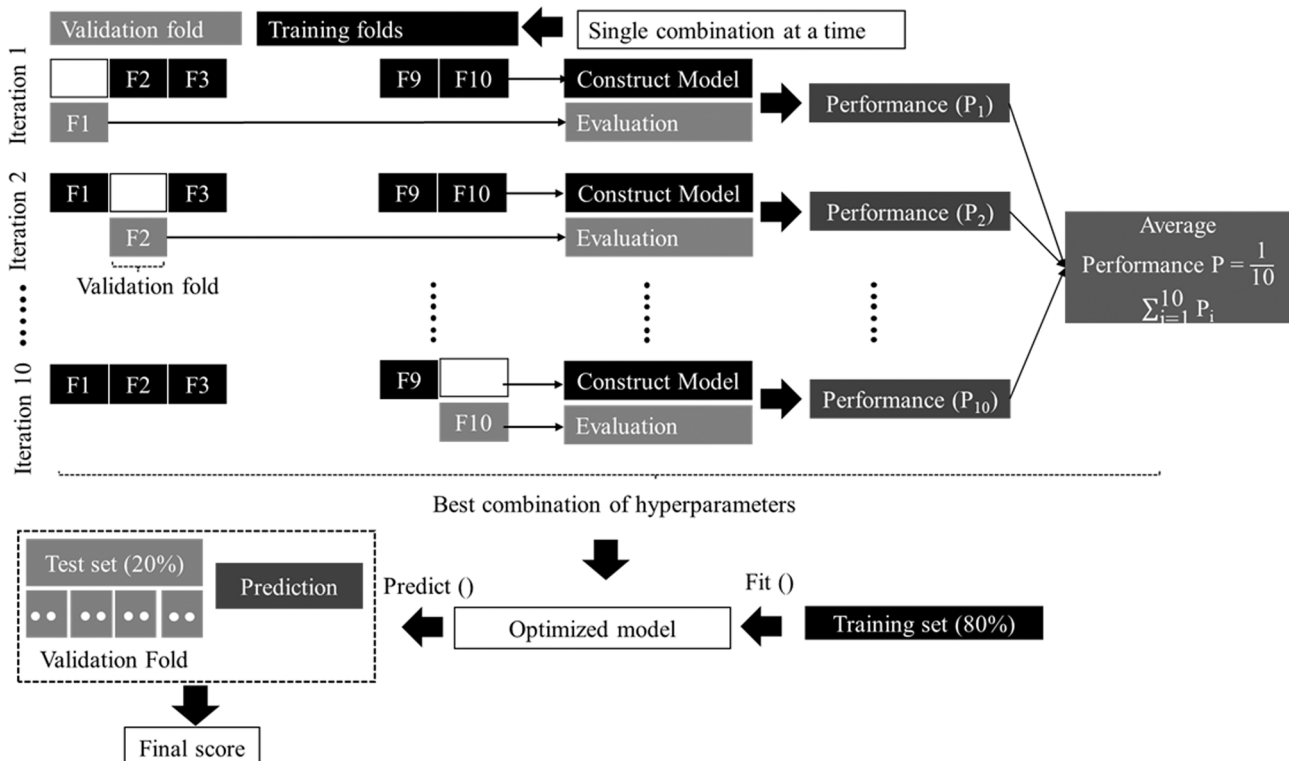 Validation fold Training folds Single combination at a time
Iteration 1
F2 F3 F9 F10 Construct Model
F1 Evaluation
Performance (P₁)
Iteration 2
F1 F3 F9 F10 Construct Model
F2 Evaluation
Performance (P₂)
Validation fold
Average
Performance P = 1/10
∑¹⁰ᵢ₌₁ Pᵢ
Iteration 10
F1 F2 F3 F9 Construct Model
F10 Evaluation
Performance (P₁₀)
Best combination of hyperparameters
Test set (20%)
Prediction
Validation Fold
Predict ()
Optimized model
Fit ()
Training set (80%)
Final score